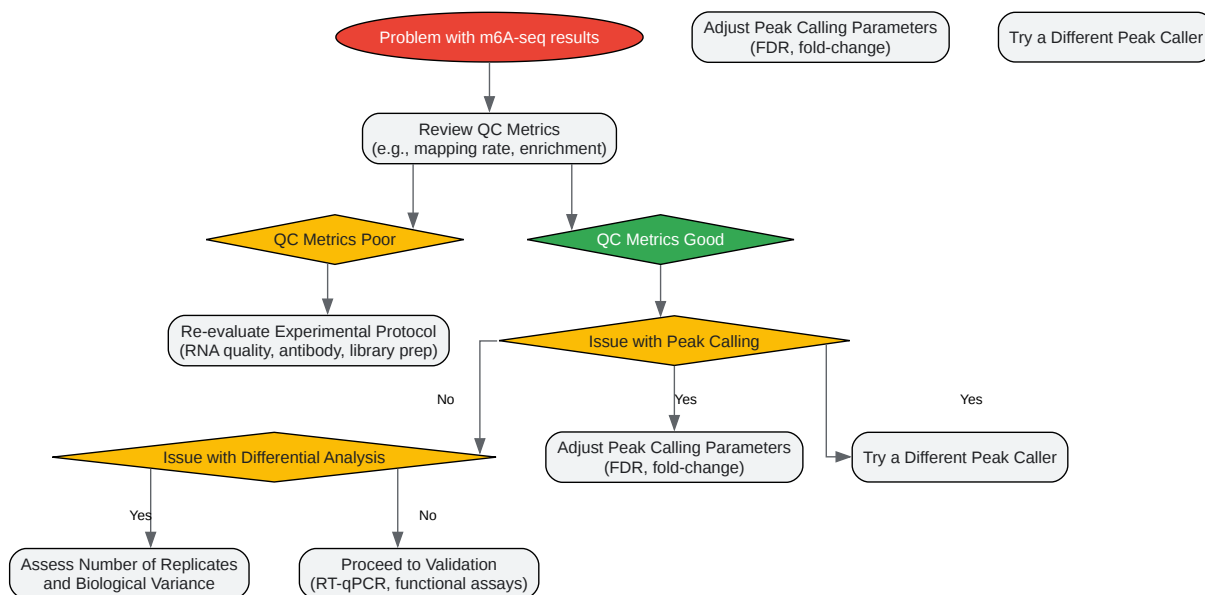 Problem with m6A-seq results
Adjust Peak Calling Parameters
(FDR, fold-change)
Try a Different Peak Caller
Review QC Metrics
(e.g., mapping rate, enrichment)
QC Metrics Poor
QC Metrics Good
Re-evaluate Experimental Protocol
(RNA quality, antibody, library prep)
Issue with Peak Calling
No
Yes
Yes
Issue with Differential Analysis
Adjust Peak Calling Parameters
(FDR, fold-change)
Try a Different Peak Caller
Yes
No
Assess Number of Replicates
and Biological Variance
Proceed to Validation
(RT-qPCR, functional assays)